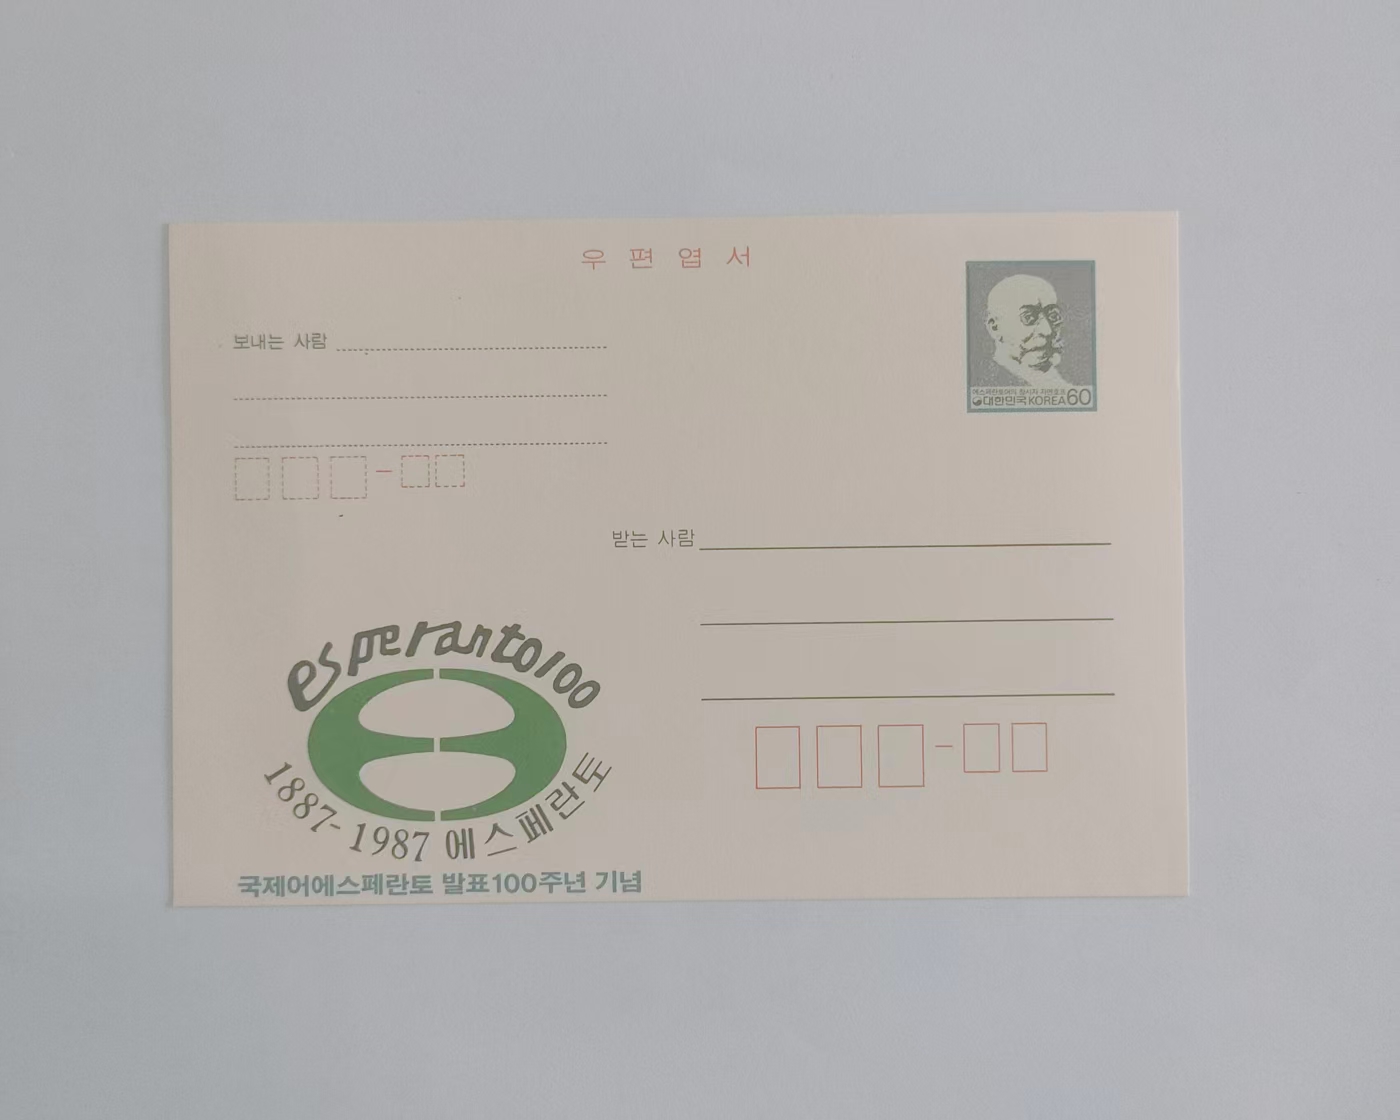 우편엽서
보내는 사람
대한민국 KOREA 60
받는 사람
esperanto100
1887-1987 에스페란토
국제어에스페란토 발표100주년 기념